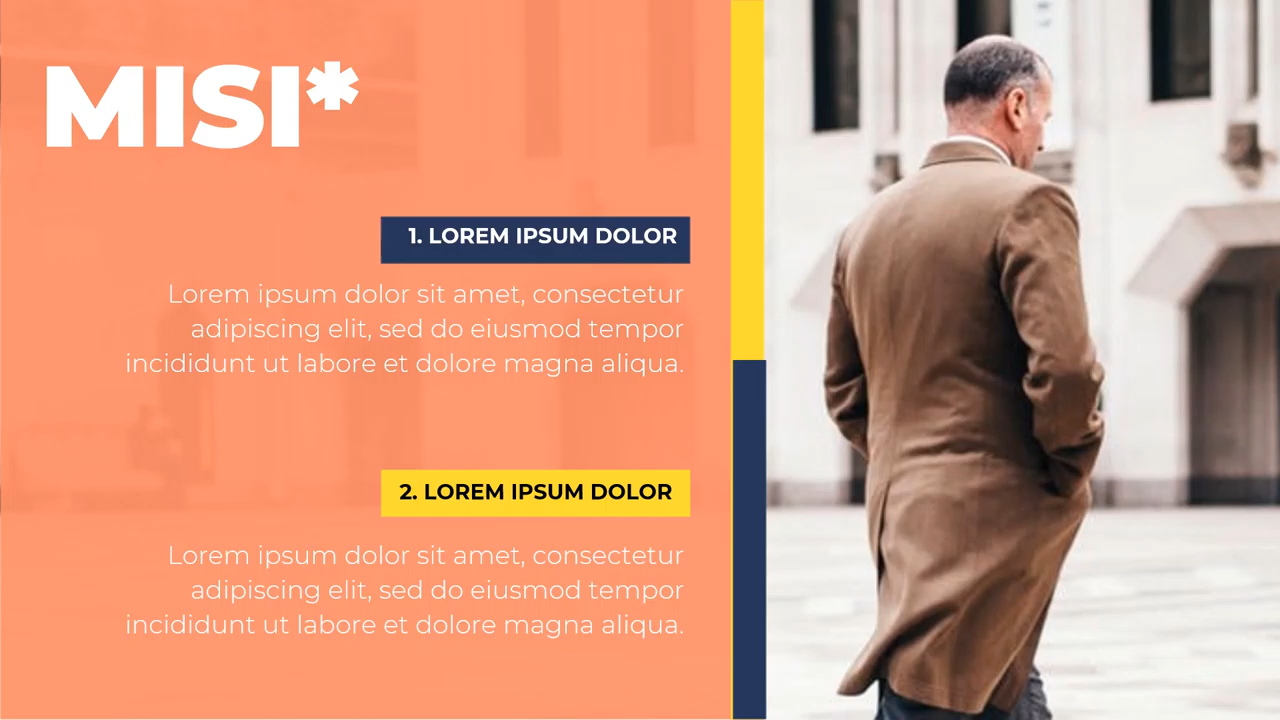 MISI*
1. LOREM IPSUM DOLOR
Lorem ipsum dolor sit amet, consectetur
adipiscing elit, sed do eiusmod tempor
incididunt ut labore et dolore magna aliqua.
2. LOREM IPSUM DOLOR
Lorem ipsum dolor sit amet, consectetur
adipiscing elit, sed do eiusmod tempor
incididunt ut labore et dolore magna aliqua.